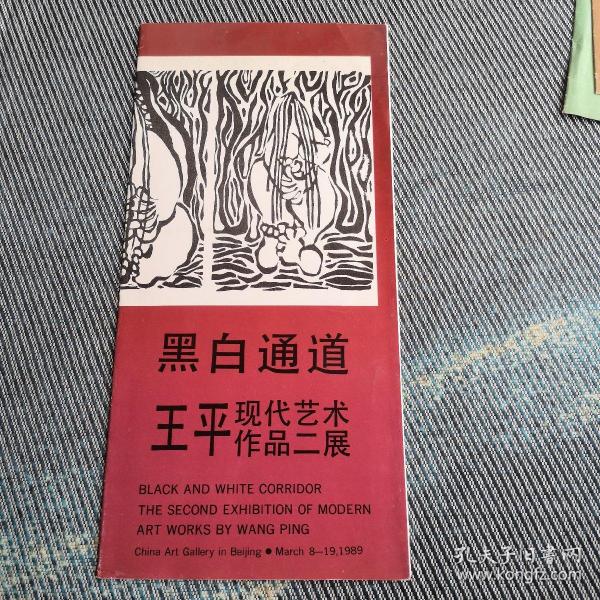 黑白通道
王平现代艺术
作品二展
BLACK AND WHITE CORRIDOR
THE SECOND EXHIBITION OF MODERN
ART WORKS BY WANG PING
China Art Gallery in Beijing ● March 8—19,1989
孔夫子旧书网
www.kongfz.com